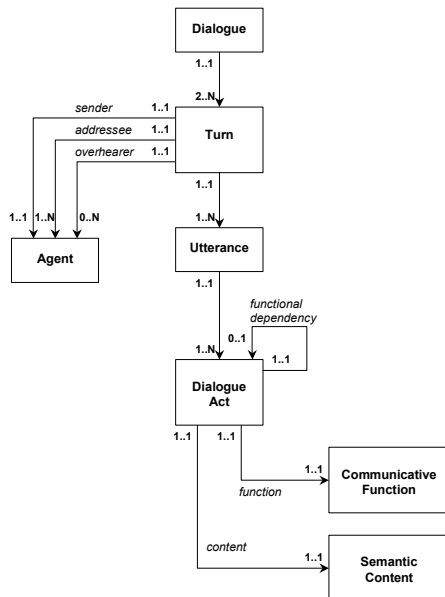 Dialogue
1..1
2..N
sender
1..1
addressee
1..1
overhearer
1..1
Turn
1..1
1..1
1..N
0..N
1..N
Agent
Utterance
1..1
functional
dependency
0..1
1..1
1..N
Dialogue
Act
1..1
1..1
1..1
function
Communicative
Function
content
1..1
Semantic
Content